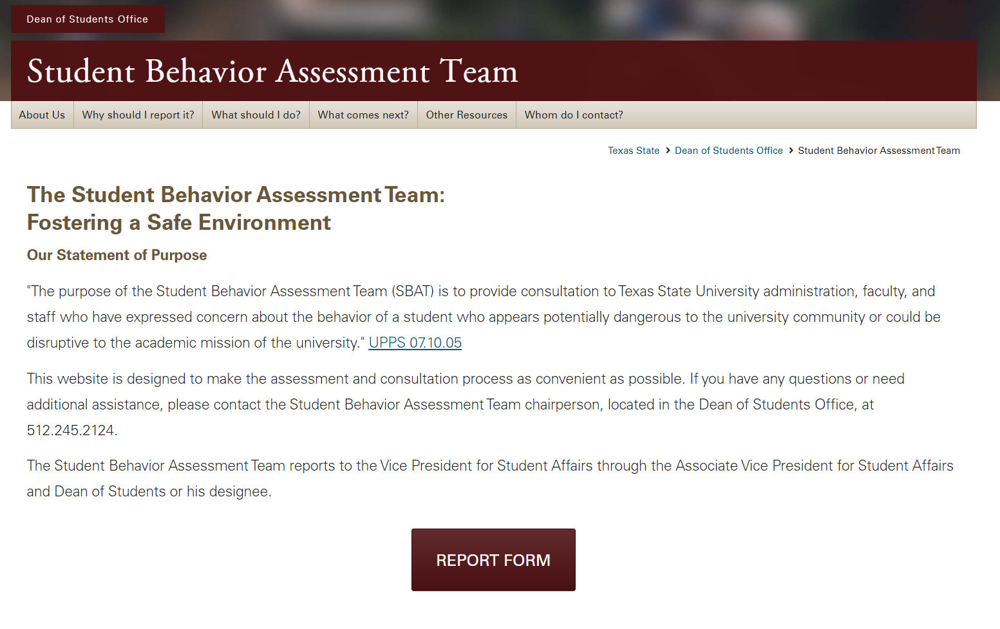 Dean of Students Office
Student Behavior Assessment Team
About Us Why should I report it? What should I do? What comes next? Other Resources Whom do I contact?
Texas State > Dean of Students Office > Student Behavior Assessment Team
The Student Behavior Assessment Team:
Fostering a Safe Environment
Our Statement of Purpose
"The purpose of the Student Behavior Assessment Team (SBAT) is to provide consultation to Texas State University administration, faculty, and
staff who have expressed concern about the behavior of a student who appears potentially dangerous to the university community or could be
disruptive to the academic mission of the university." UPPS 07.10.05
This website is designed to make the assessment and consultation process as convenient as possible. If you have any questions or need
additional assistance, please contact the Student Behavior Assessment Team chairperson, located in the Dean of Students Office, at
512.245.2124.
The Student Behavior Assessment Team reports to the Vice President for Student Affairs through the Associate Vice President for Student Affairs
and Dean of Students or his designee.
REPORT FORM